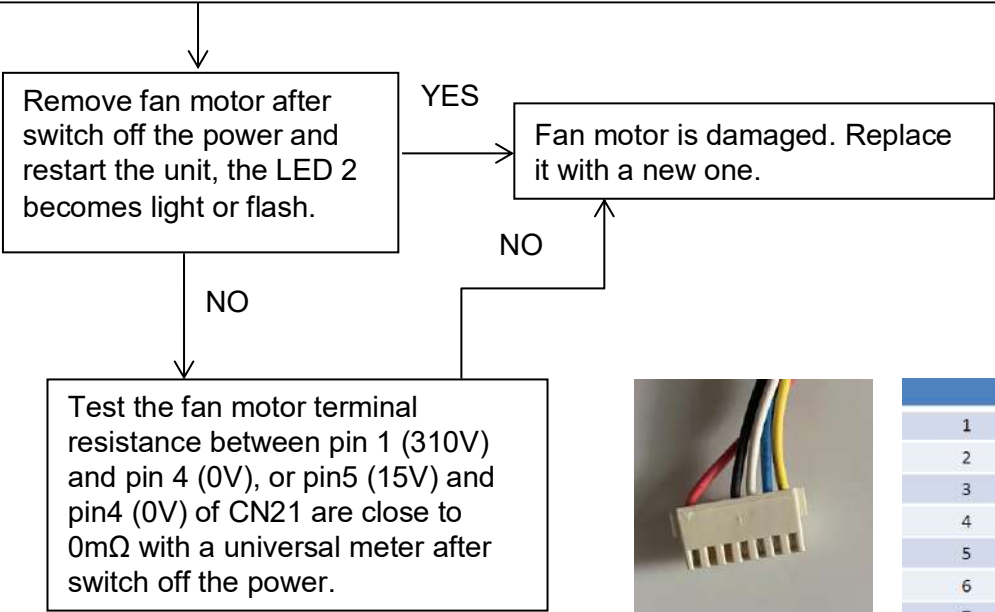 Remove fan motor after
switch off the power and
restart the unit, the LED 2
becomes light or flash.
YES
Fan motor is damaged. Replace
it with a new one.
NO
NO
Test the fan motor terminal
resistance between pin 1 (310V)
and pin 4 (0V), or pin5 (15V) and
pin4 (0V) of CN21 are close to
0mΩ with a universal meter after
switch off the power.
1
2
3
4
5
6